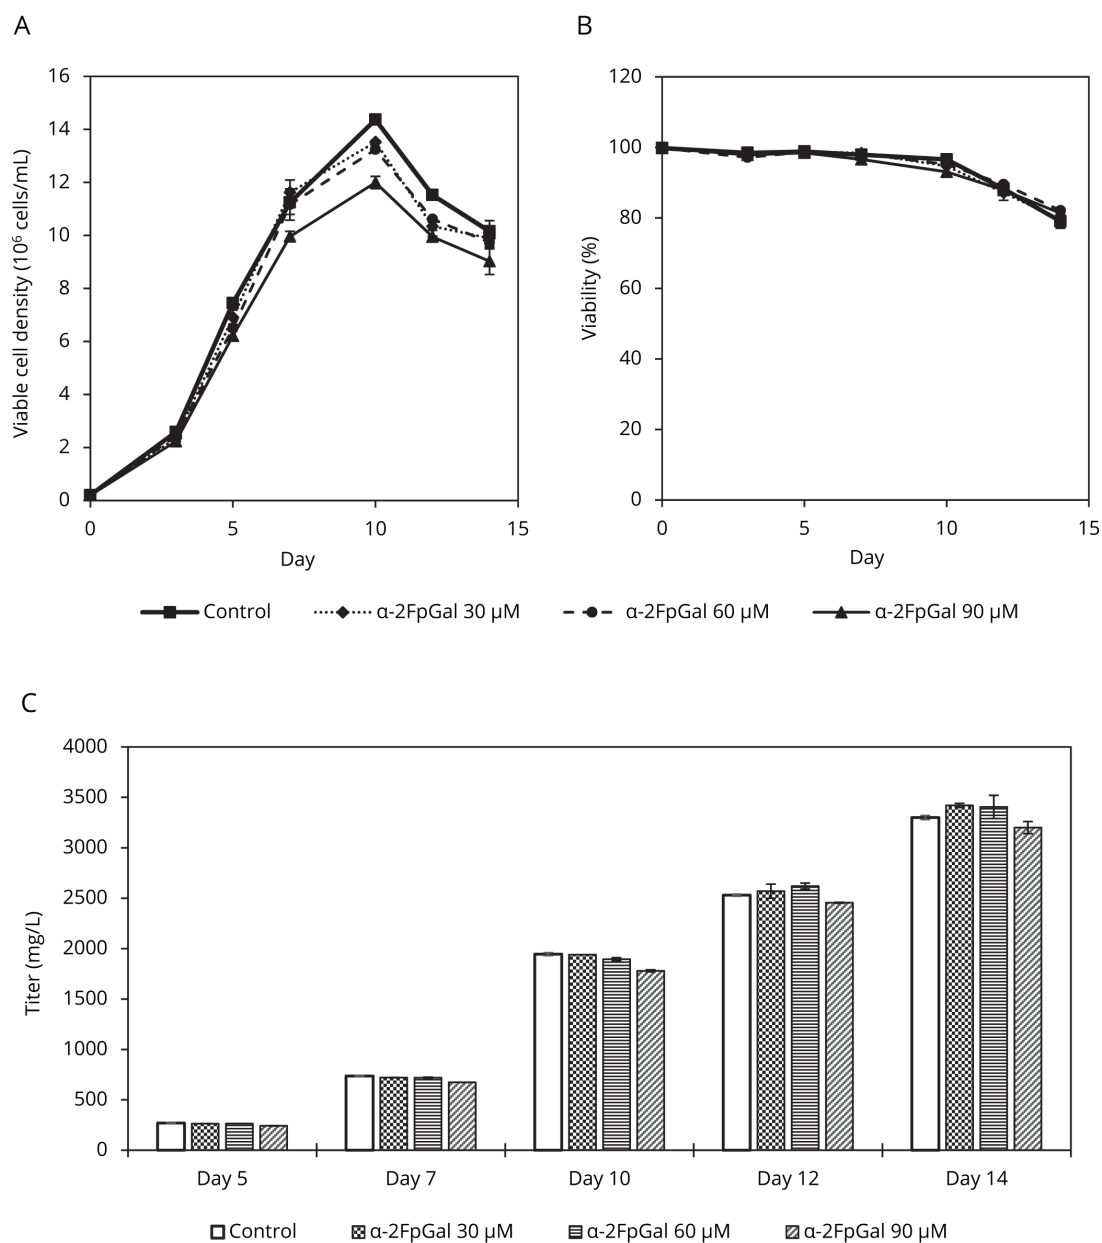 A
B
16
14
12
10
8
6
4
2
0
Viable cell density (10⁶ cells/mL)
0 5 10 15
Day
120
100
80
60
40
20
0
Viability (%)
0 5 10 15
Day
Control α-2FpGal 30 μM α-2FpGal 60 μM α-2FpGal 90 μM
C
4000
3500
3000
2500
2000
1500
1000
500
0
Titer (mg/L)
Day 5 Day 7 Day 10 Day 12 Day 14
Control α-2FpGal 30 μM α-2FpGal 60 μM α-2FpGal 90 μM